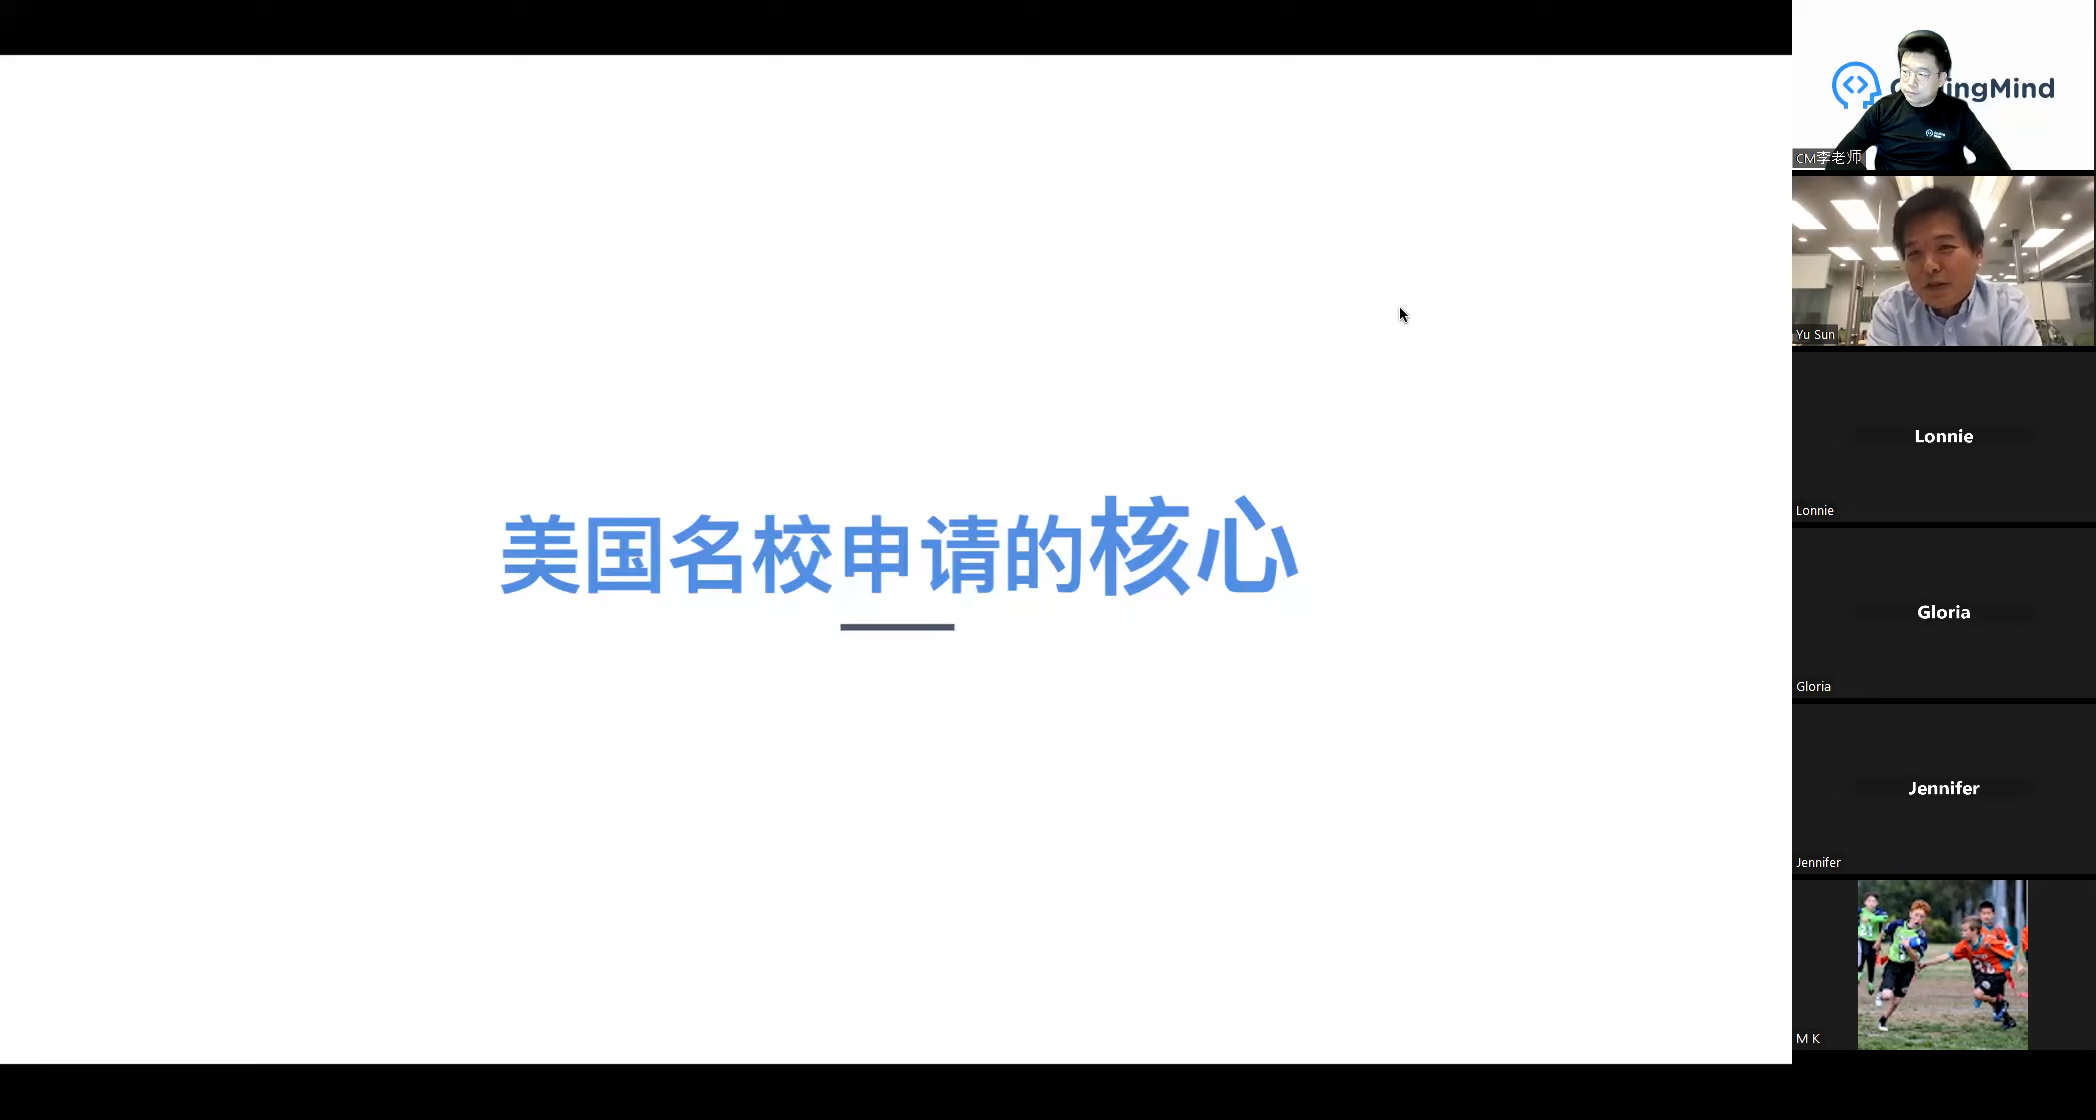 美国名校申请的核心
ingMind
CM李老师
Yu Sun
Lonnie
Lonnie
Gloria
Gloria
Jennifer
Jennifer
M K